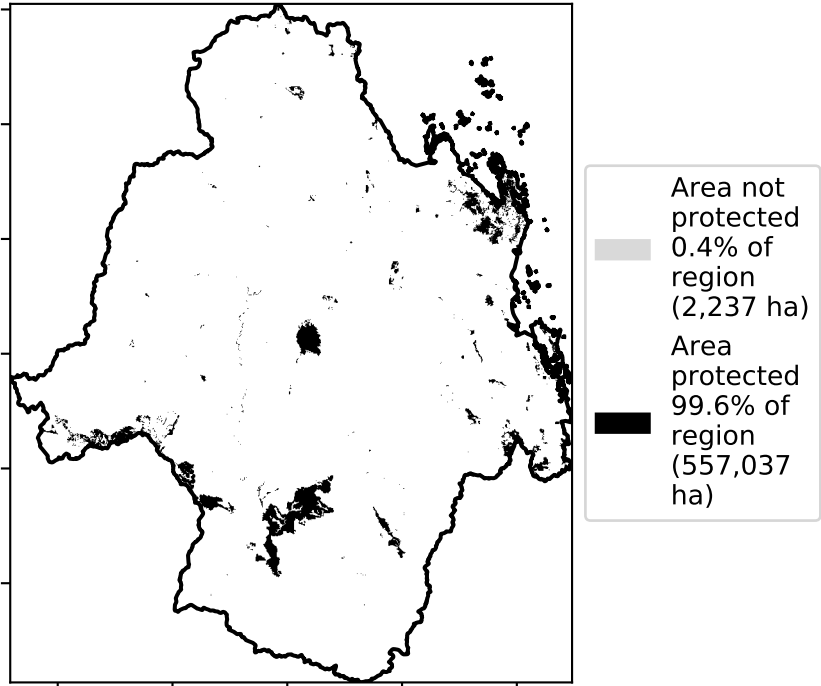 Area not
protected
0.4% of
region
(2,237 ha)
Area
protected
99.6% of
region
(557,037
ha)